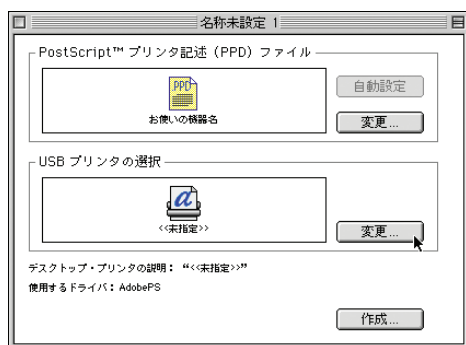 名称未設定 1
PostScript™ プリンタ記述（PPD）ファイル
PPD
自動設定
お使いの機器名
変更...
USB プリンタの選択
a
<<未指定>>
変更...
デスクトップ・プリンタの説明： “<<未指定>>”
使用するドライバ：AdobePS
作成...